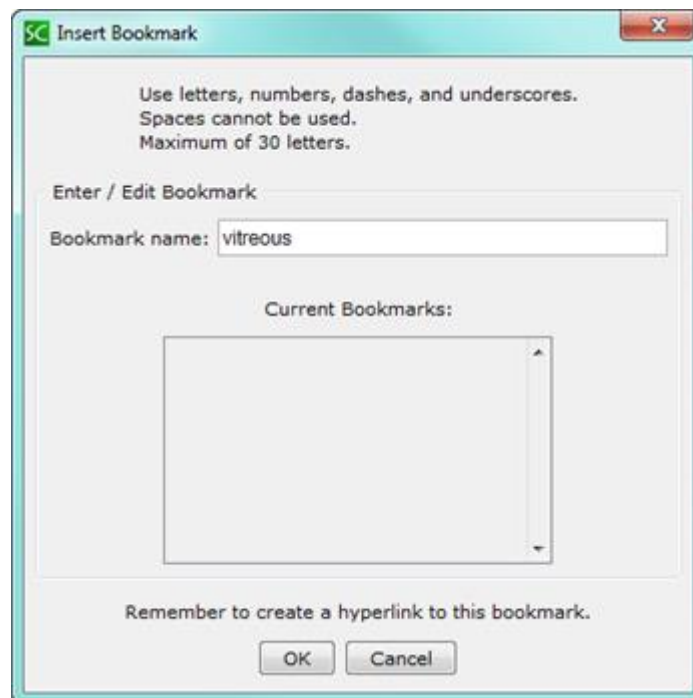 SC Insert Bookmark
Use letters, numbers, dashes, and underscores.
Spaces cannot be used.
Maximum of 30 letters.
Enter / Edit Bookmark
Bookmark name: vitreous
Current Bookmarks:
Remember to create a hyperlink to this bookmark.
OK Cancel